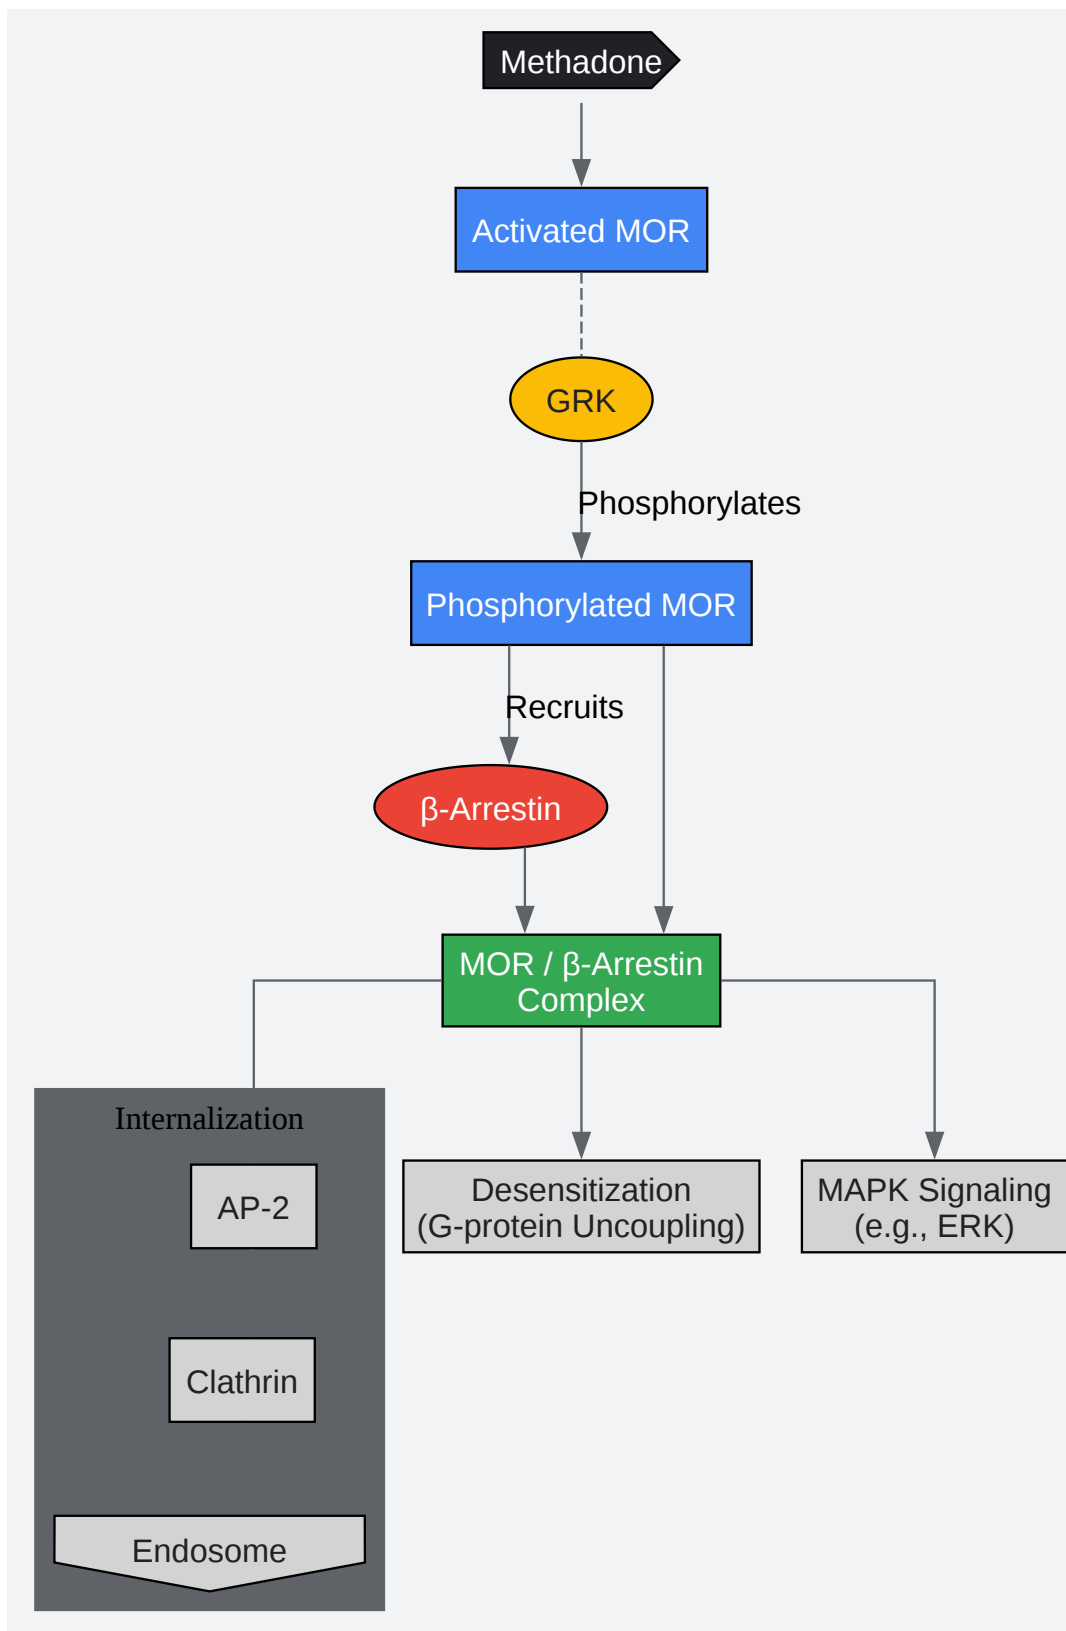 Methadone
Activated MOR
GRK
Phosphorylates
Phosphorylated MOR
Recruits
β-Arrestin
MOR / β-Arrestin
Complex
Internalization
AP-2
Desensitization
(G-protein Uncoupling)
MAPK Signaling
(e.g., ERK)
Clathrin
Endosome